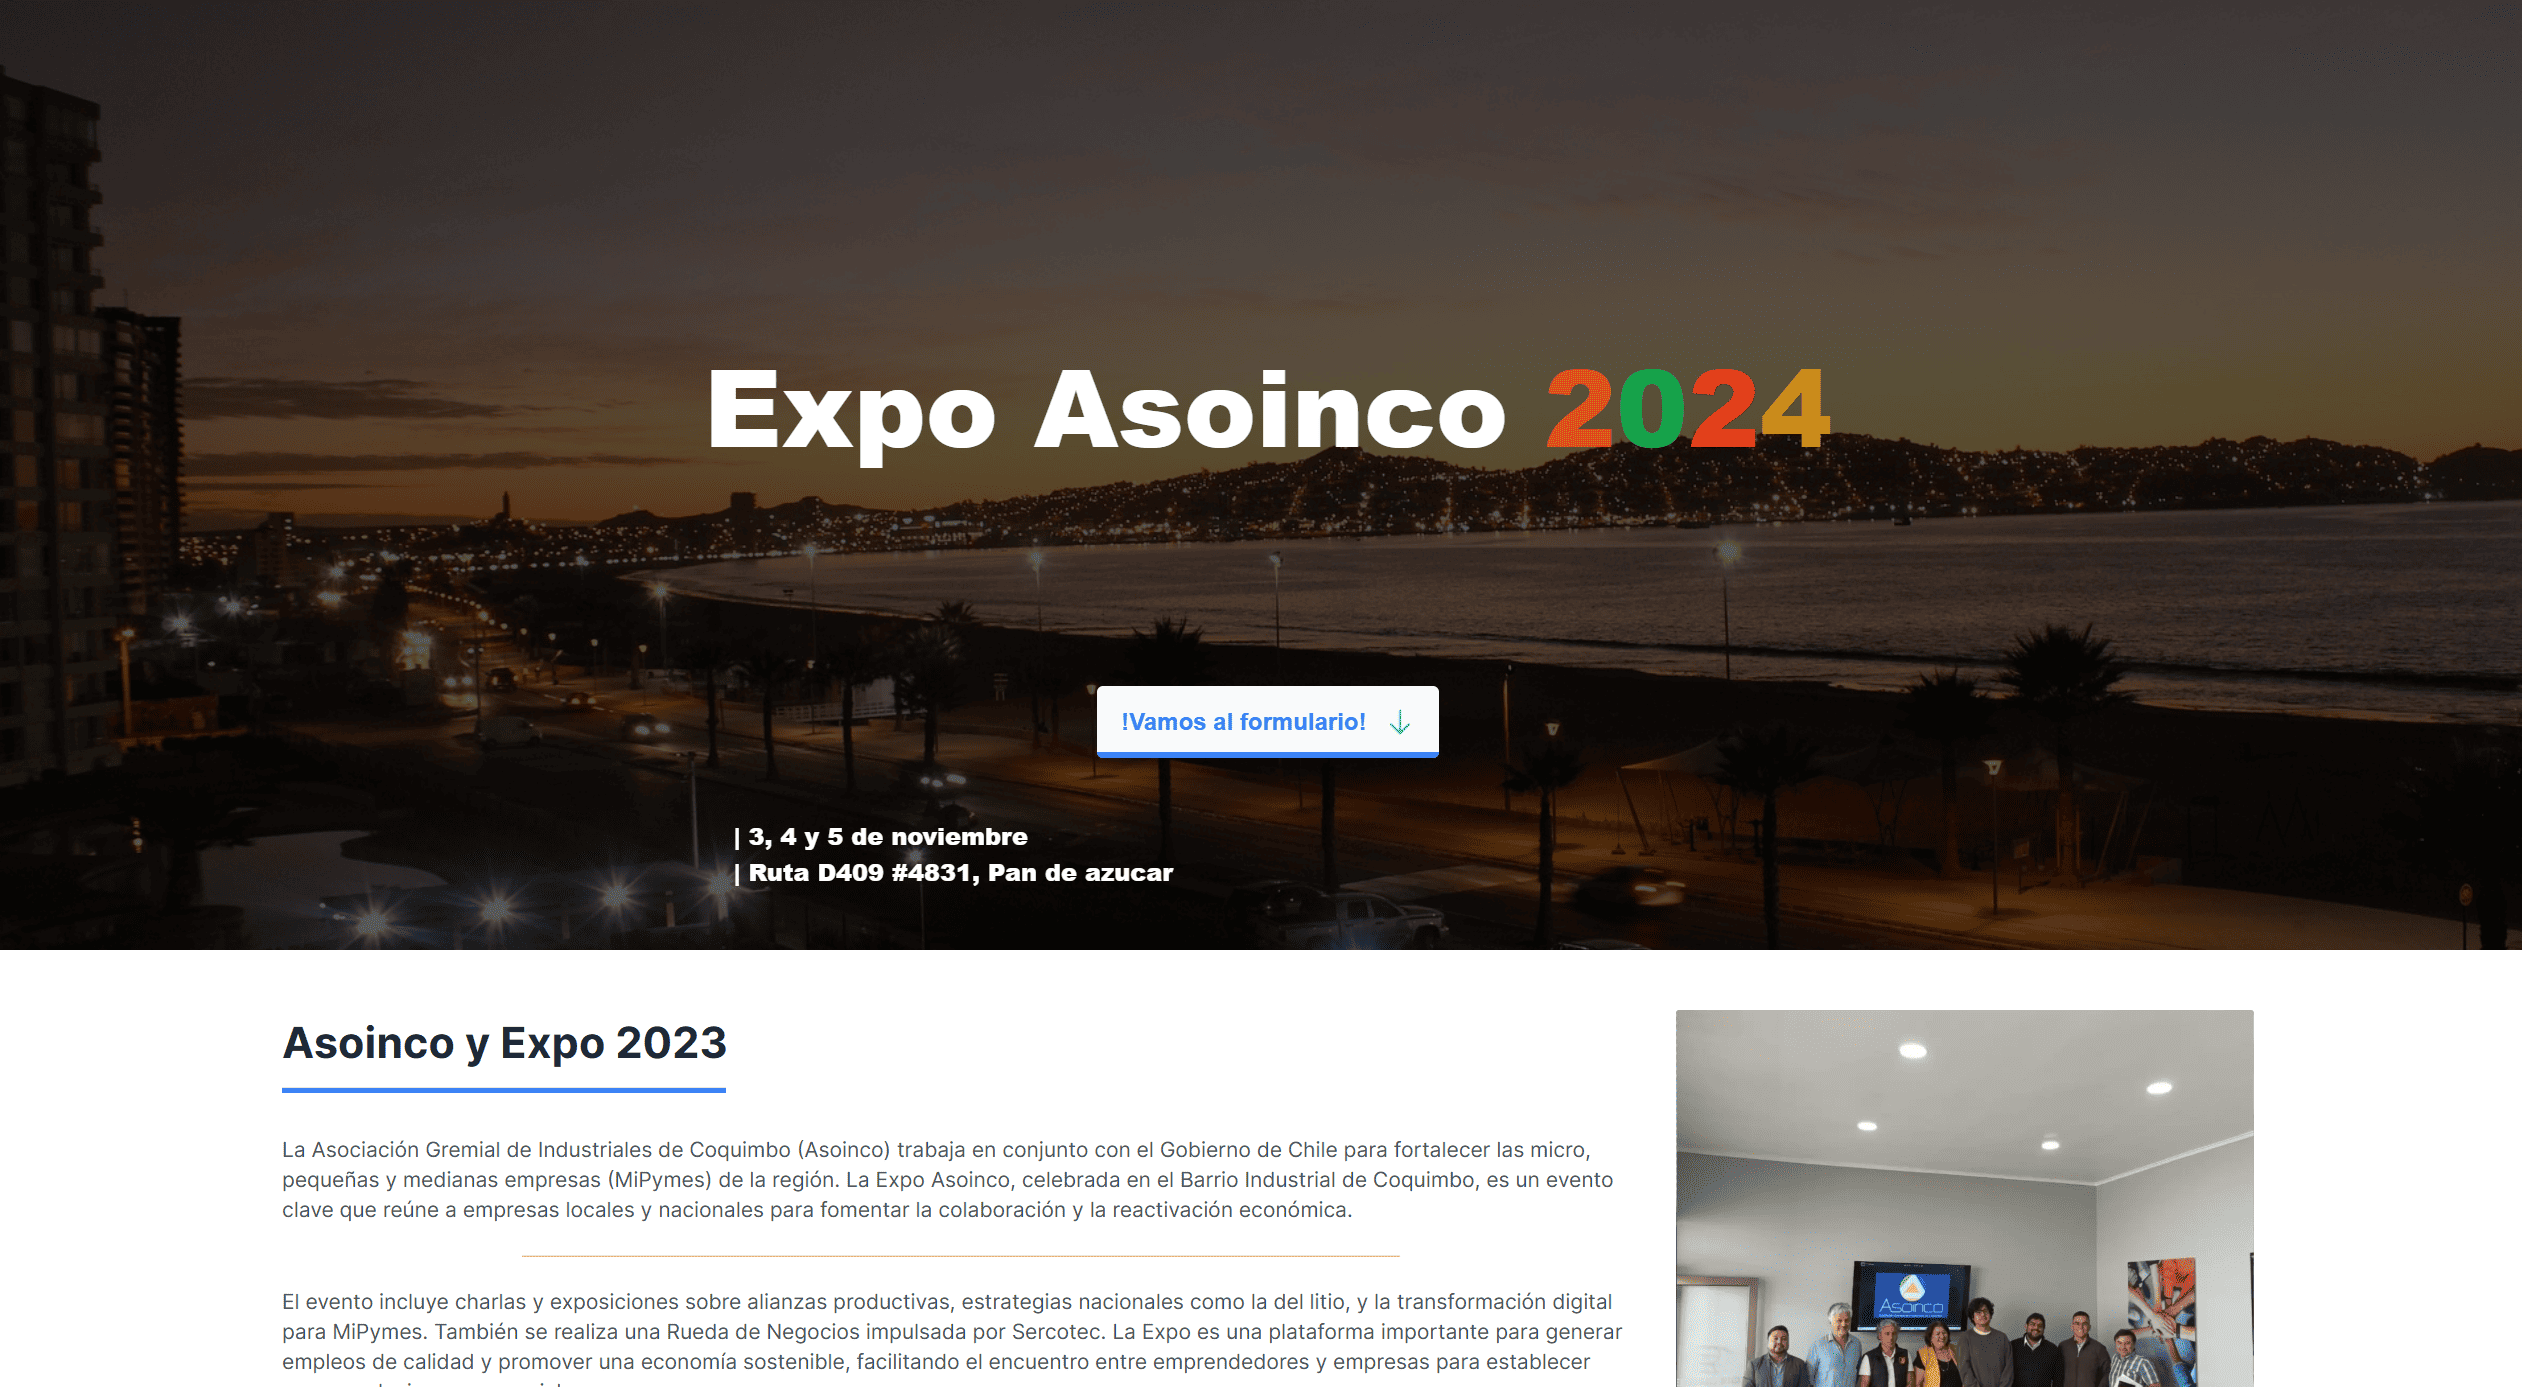 Expo Asoinco 2024
!Vamos al formulario!
| 3, 4 y 5 de noviembre
| Ruta D409 #4831, Pan de azucar
Asoinco y Expo 2023
La Asociación Gremial de Industriales de Coquimbo (Asoinco) trabaja en conjunto con el Gobierno de Chile para fortalecer las micro,
pequeñas y medianas empresas (MiPymes) de la región. La Expo Asoinco, celebrada en el Barrio Industrial de Coquimbo, es un evento
clave que reúne a empresas locales y nacionales para fomentar la colaboración y la reactivación económica.
El evento incluye charlas y exposiciones sobre alianzas productivas, estrategias nacionales como la del litio, y la transformación digital
para MiPymes. También se realiza una Rueda de Negocios impulsada por Sercotec. La Expo es una plataforma importante para generar
empleos de calidad y promover una economía sostenible, facilitando el encuentro entre emprendedores y empresas para establecer
Asoinco